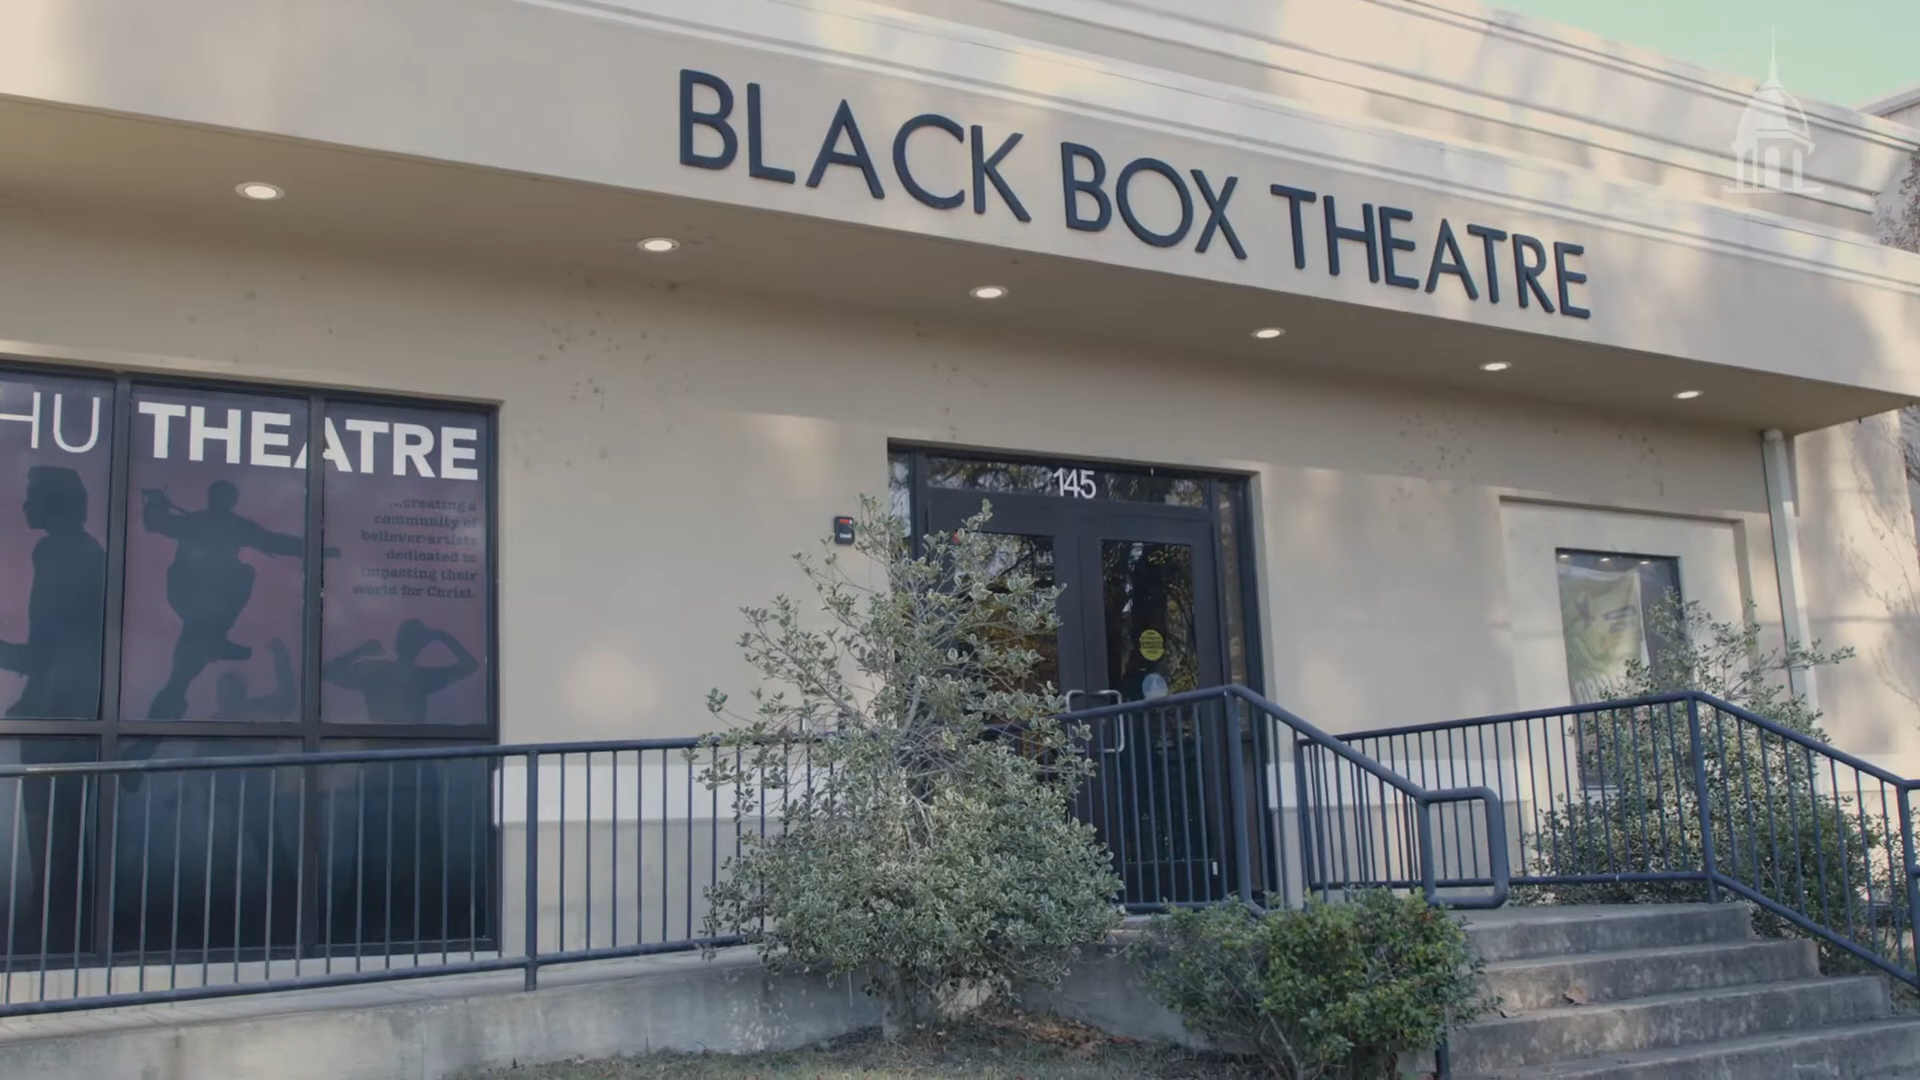 BLACK BOX THEATRE
HU THEATRE
...creating a
community of
believer-artists
dedicated to
impacting their
world for Christ.
145